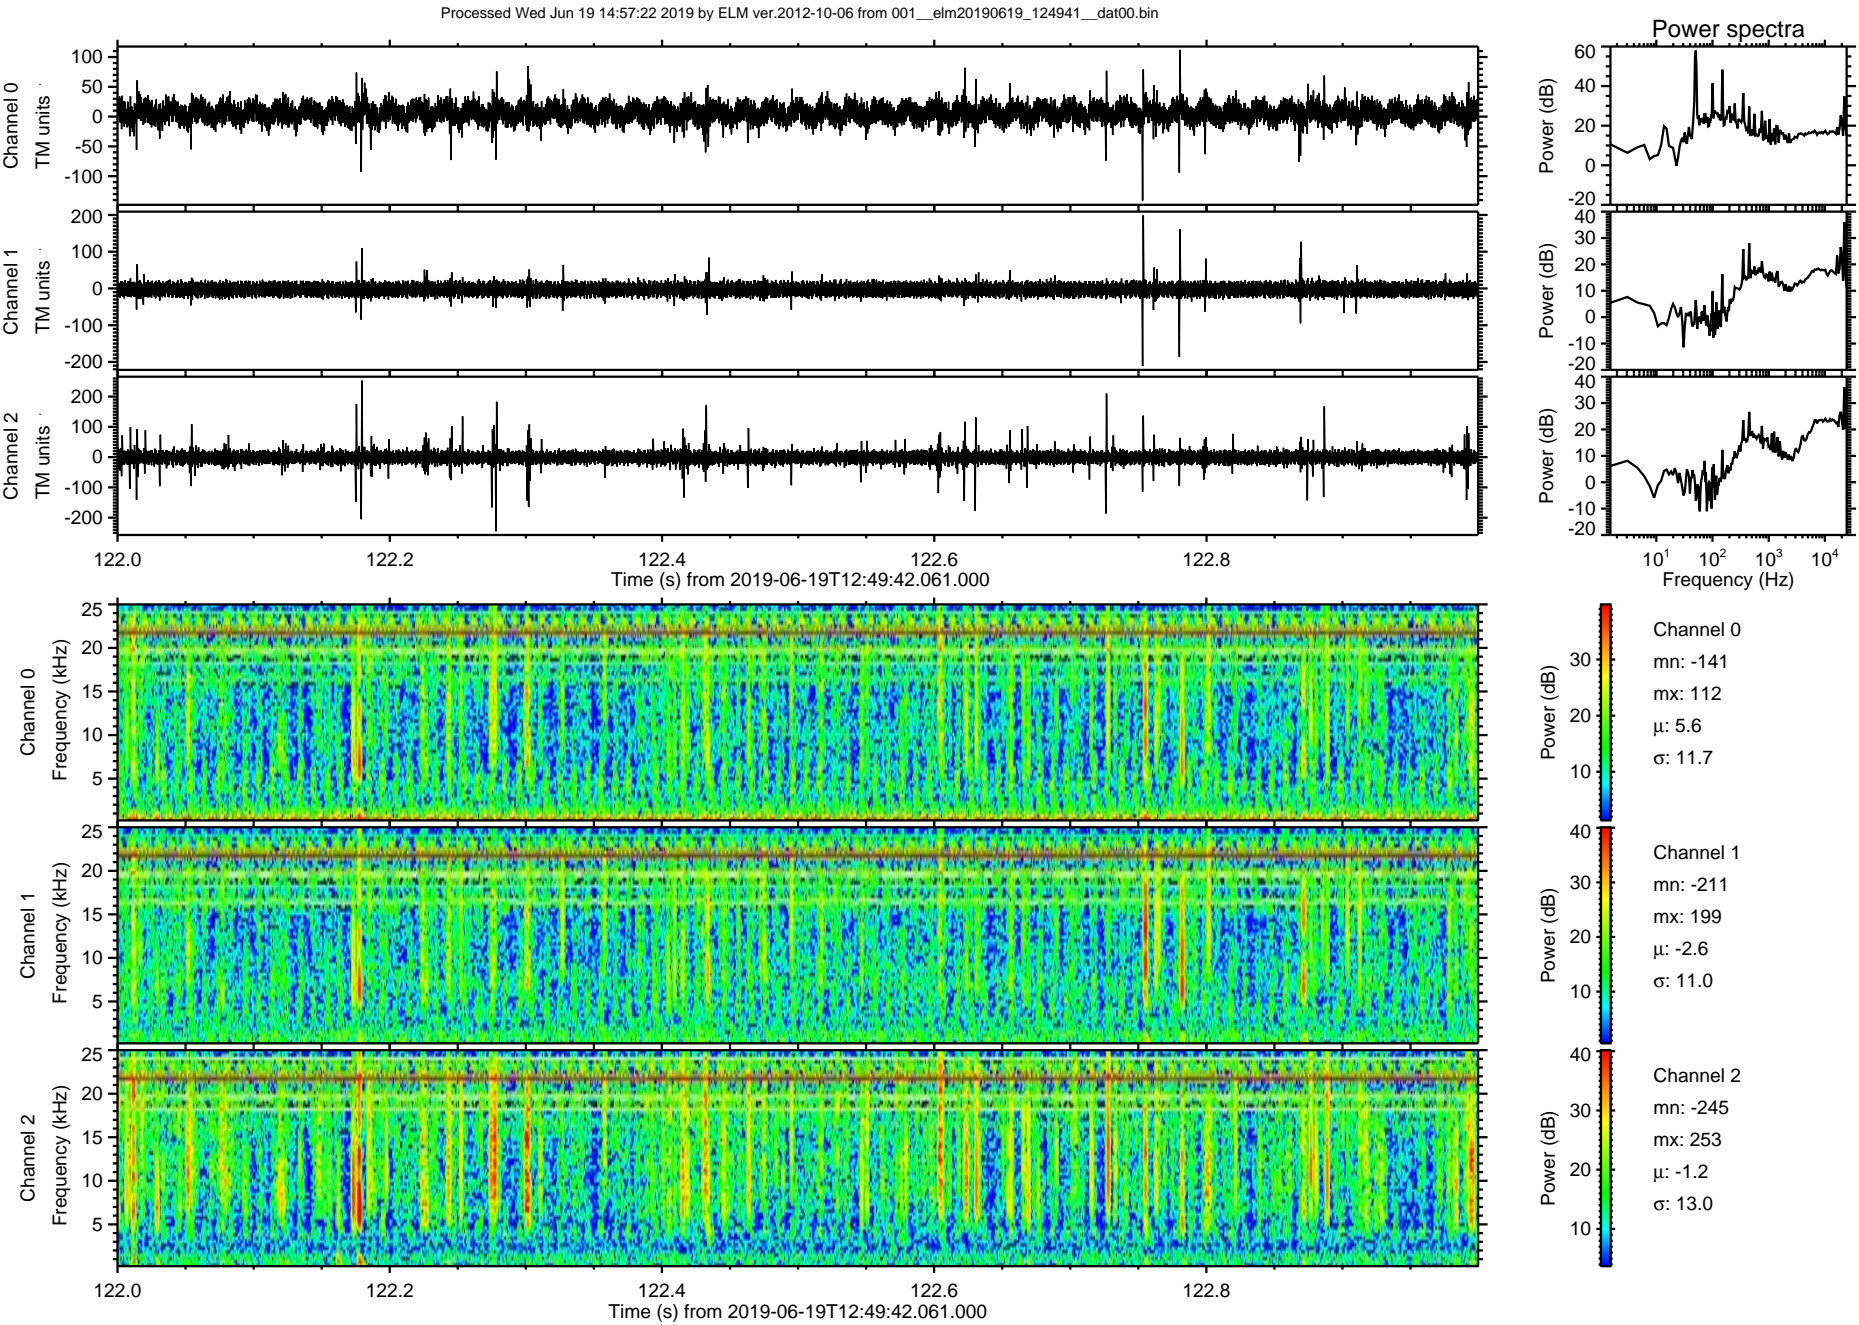 Processed Wed Jun 19 14:57:22 2019 by ELM ver.2012-10-06 from 001__elm20190619_124941__dat00.bin
Power spectra
Channel 0
TM units
100
50
0
-50
-100
Power (dB)
60
40
20
0
-20
Channel 1
TM units
200
100
0
-100
-200
Power (dB)
40
30
20
10
0
-10
-20
Channel 2
TM units
200
100
0
-100
-200
Power (dB)
40
30
20
10
0
-10
-20
122.0 122.2 122.4 122.6 122.8
Time (s) from 2019-06-19T12:49:42.061.000
10¹ 10² 10³ 10⁴
Frequency (Hz)
Channel 0
Frequency (kHz)
25
20
15
10
5
Power (dB)
30
20
10
Channel 0
mn: -141
mx: 112
μ: 5.6
σ: 11.7
Channel 1
Frequency (kHz)
25
20
15
10
5
Power (dB)
40
30
20
10
Channel 1
mn: -211
mx: 199
μ: -2.6
σ: 11.0
Channel 2
Frequency (kHz)
25
20
15
10
5
Power (dB)
40
30
20
10
Channel 2
mn: -245
mx: 253
μ: -1.2
σ: 13.0
122.0 122.2 122.4 122.6 122.8
Time (s) from 2019-06-19T12:49:42.061.000